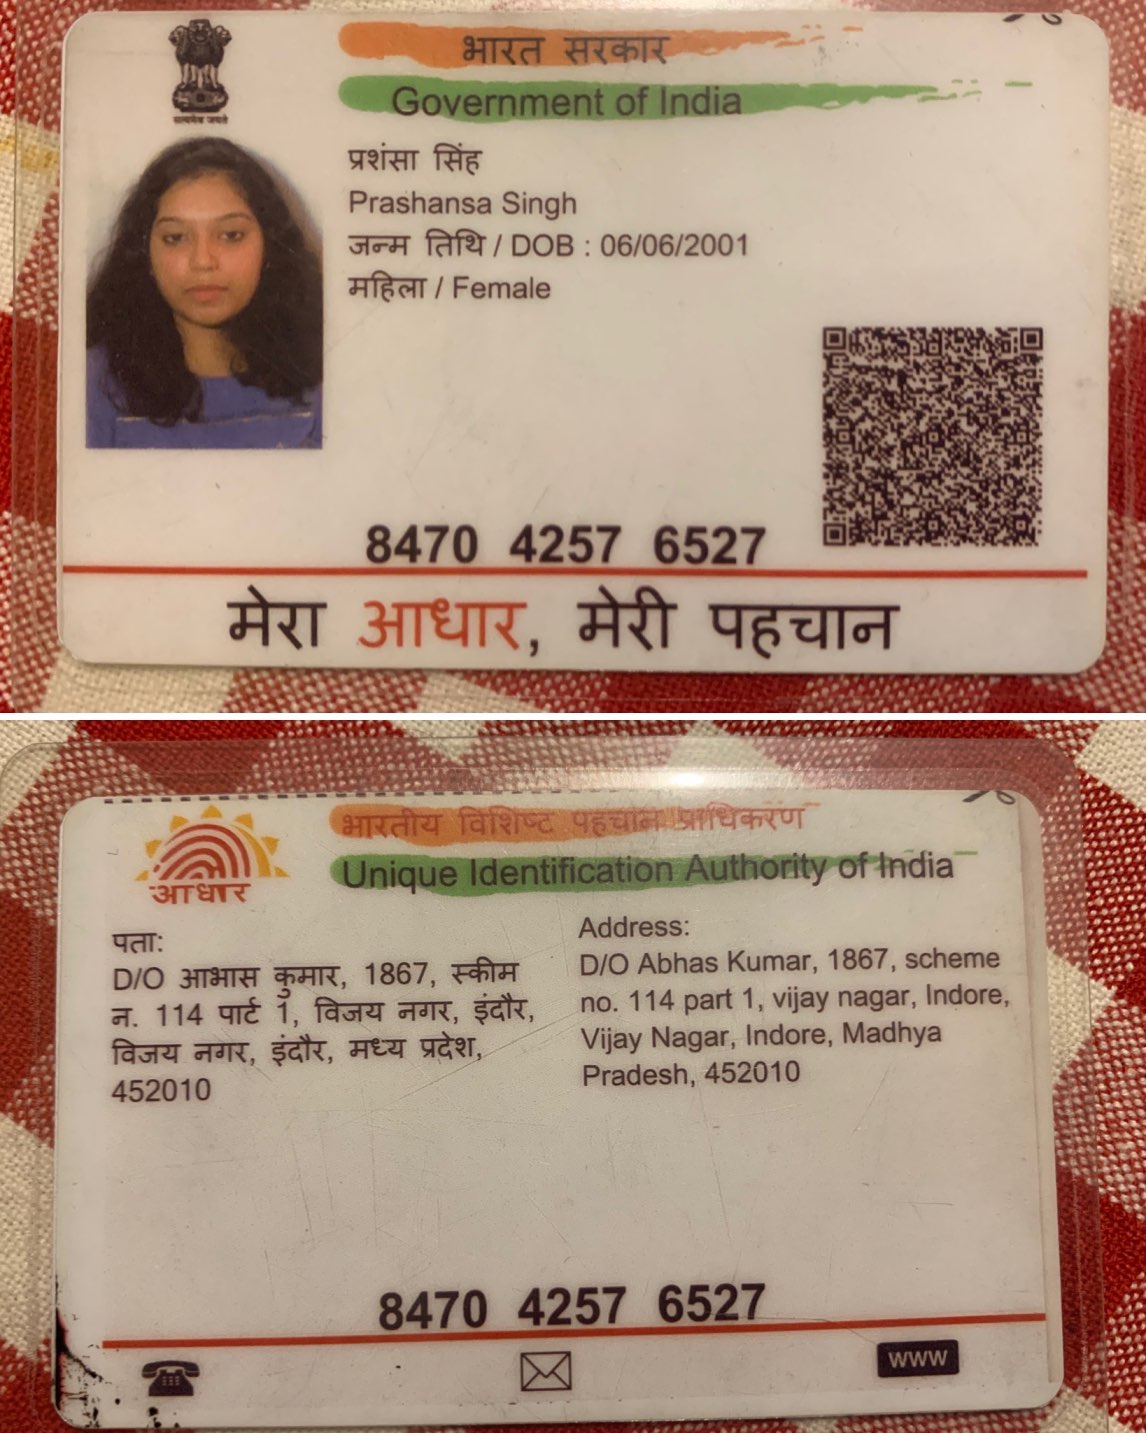 भारत सरकार
Government of India
सत्यमेव जयते
प्रशंसा सिंह
Prashansa Singh
जन्म तिथि / DOB : 06/06/2001
महिला / Female
8470 4257 6527
मेरा आधार, मेरी पहचान
भारतीय विशिष्ट पहचान प्राधिकरण
Unique Identification Authority of India
आधार
पता:
D/O आभास कुमार, 1867, स्कीम
न. 114 पार्ट 1, विजय नगर, इंदौर,
विजय नगर, इंदौर, मध्य प्रदेश,
452010
Address:
D/O Abhas Kumar, 1867, scheme
no. 114 part 1, vijay nagar, Indore,
Vijay Nagar, Indore, Madhya
Pradesh, 452010
8470 4257 6527
www